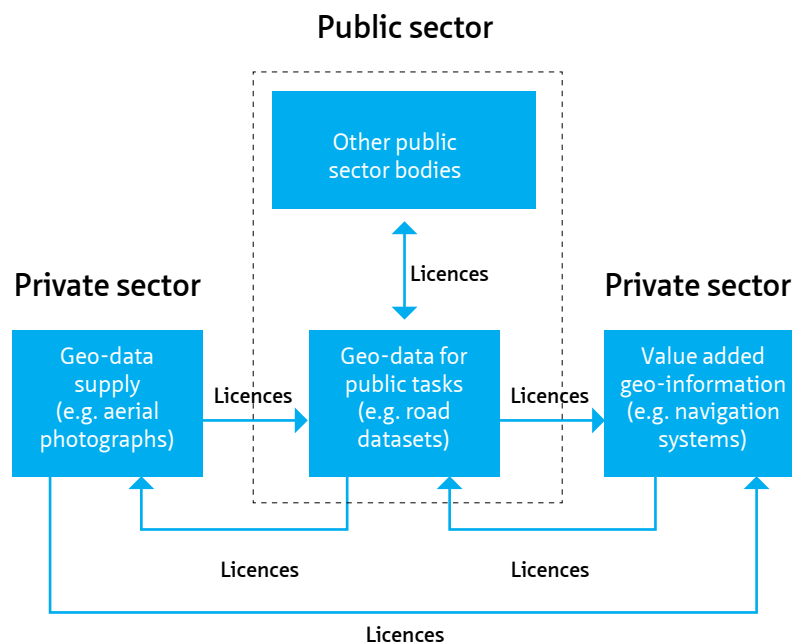 Public sector
Other public
sector bodies
Licences
Private sector
Private sector
Geo-data
supply
(e.g. aerial
photographs)
Licences
Geo-data for
public tasks
(e.g. road
datasets)
Licences
Value added
geo-information
(e.g. navigation
systems)
Licences
Licences
Licences